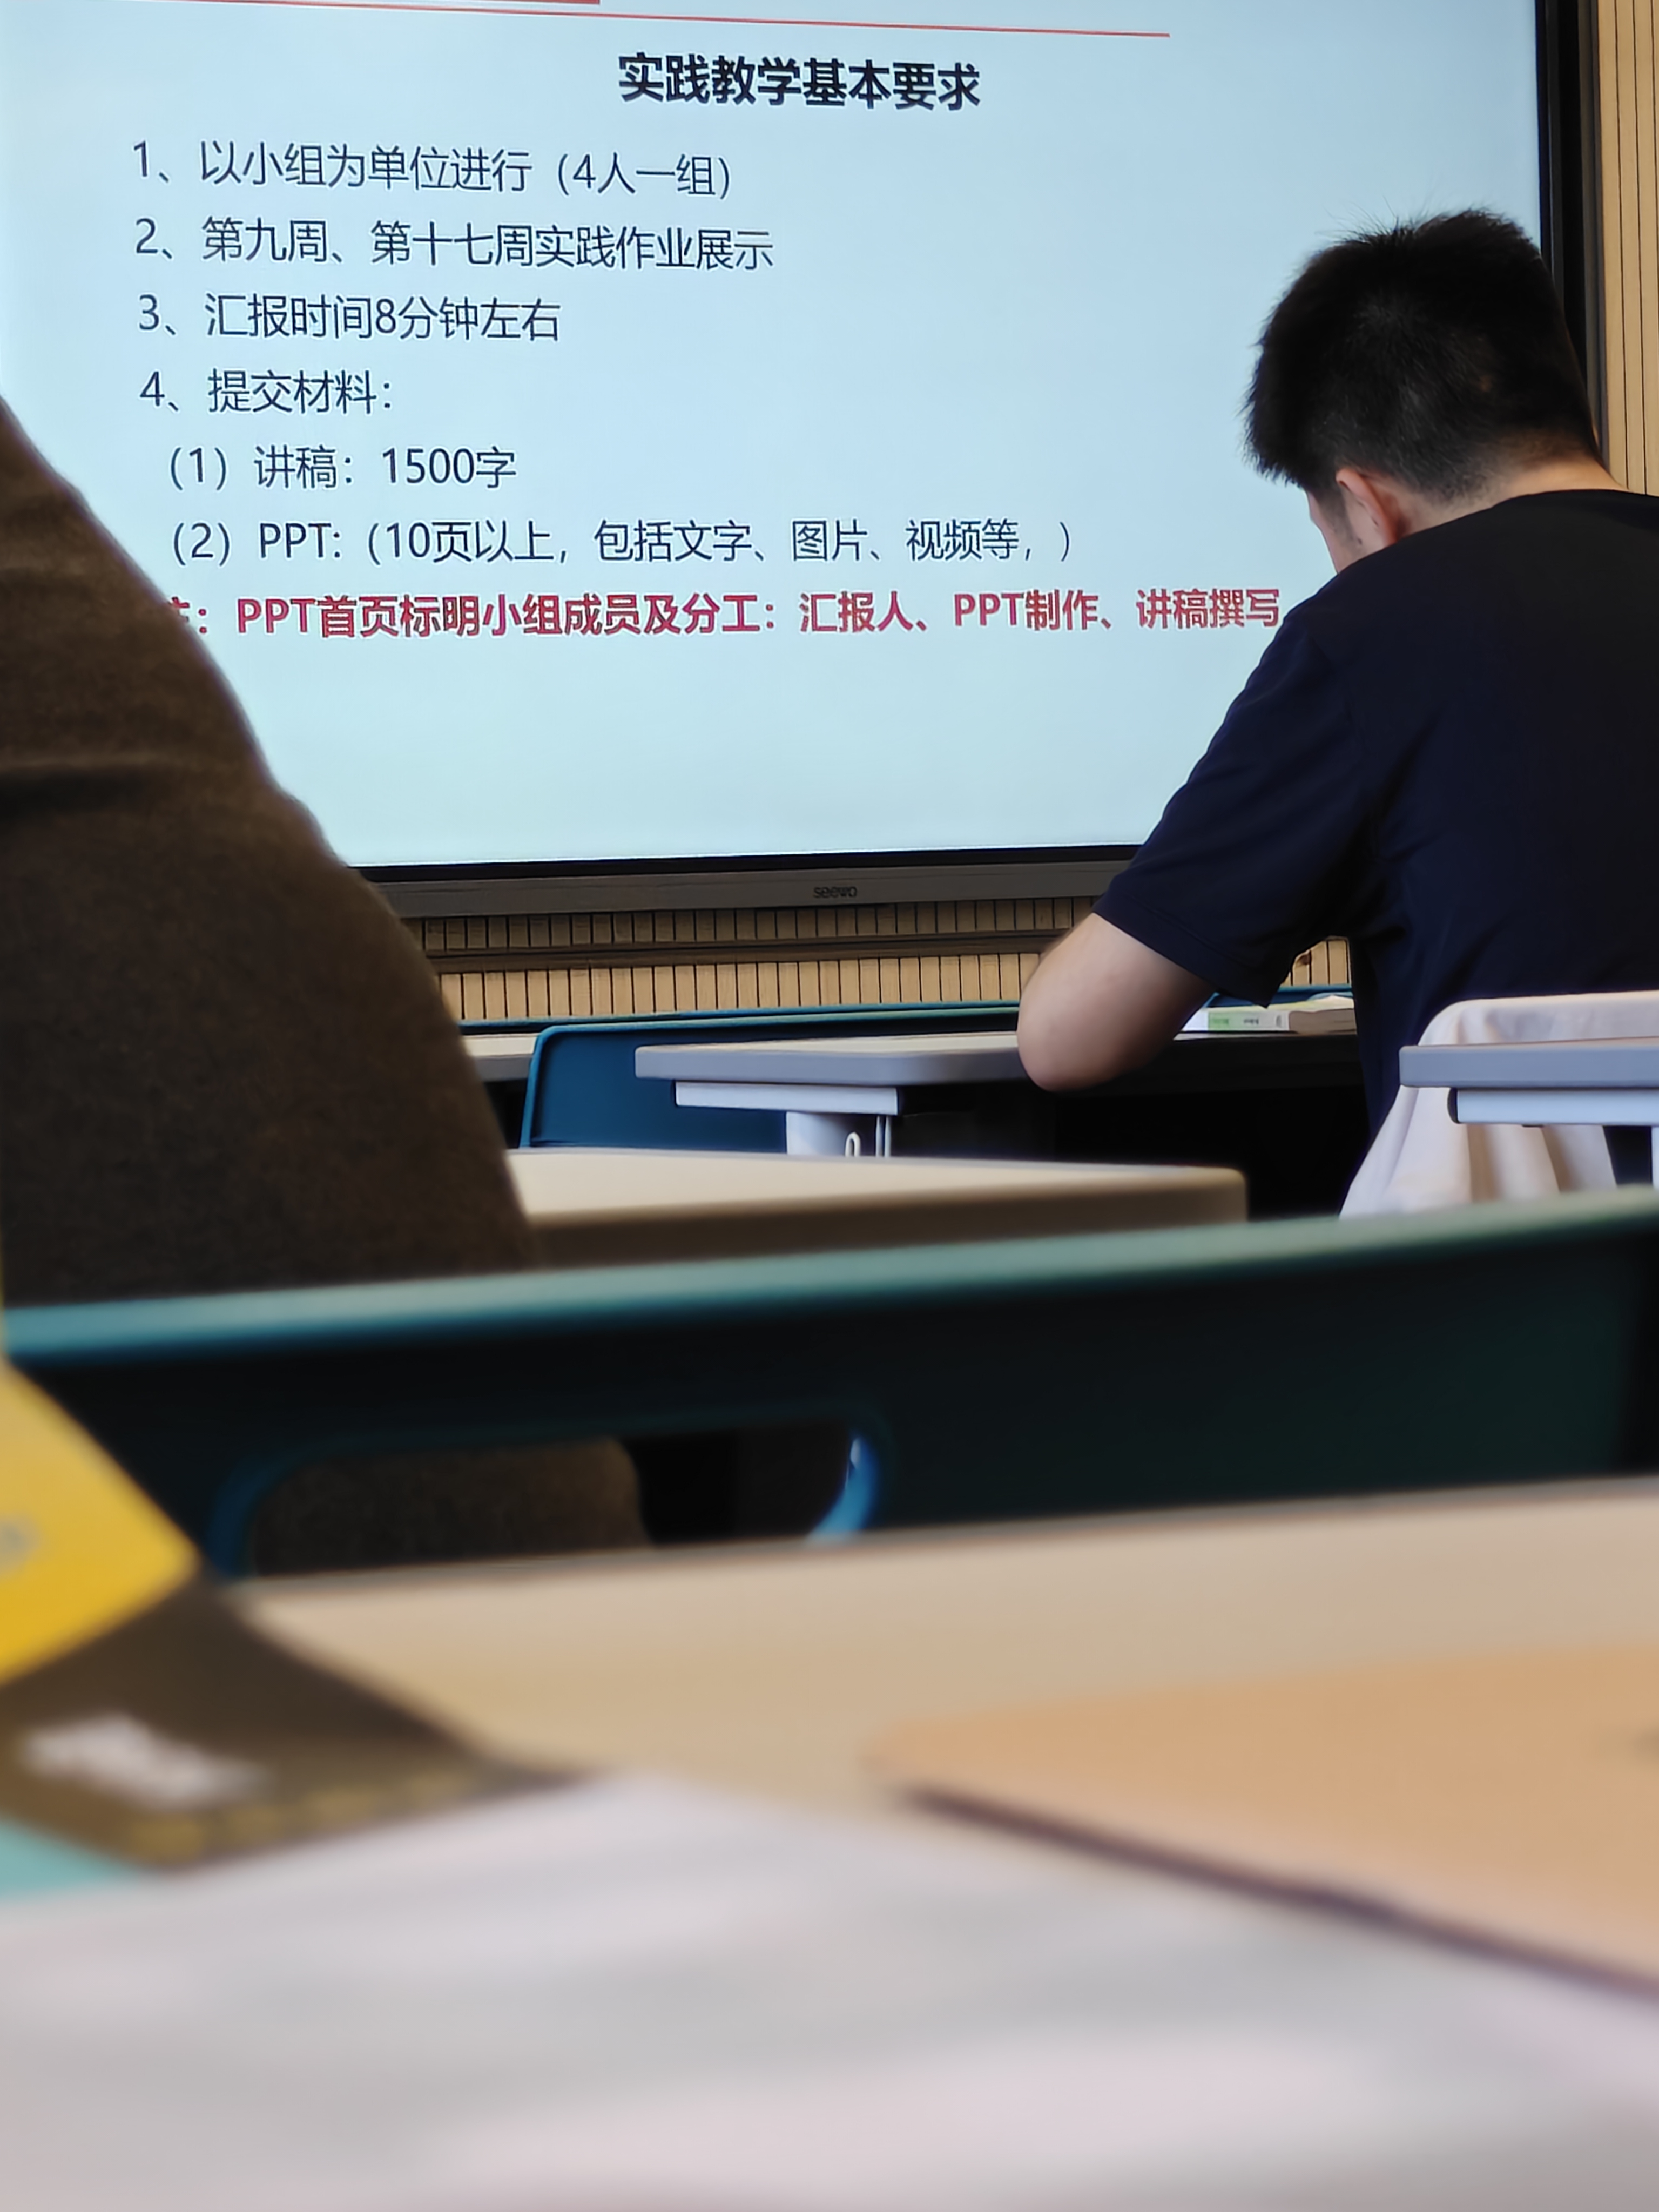 实践教学基本要求
1、以小组为单位进行（4人一组）
2、第九周、第十七周实践作业展示
3、汇报时间8分钟左右
4、提交材料：
（1）讲稿：1500字
（2）PPT:（10页以上，包括文字、图片、视频等，）
：PPT首页标明小组成员及分工：汇报人、PPT制作、讲稿撰写
seewo